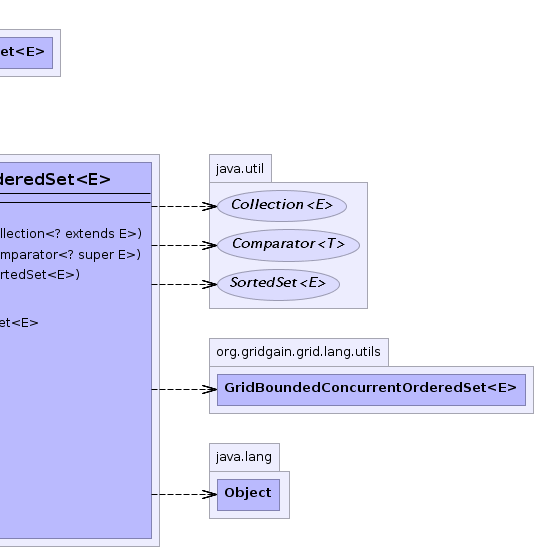 et<E>
deredSet<E>
llection<? extends E>)
mparator<? super E>)
rtedSet<E>)
et<E>
java.util
Collection<E>
Comparator<T>
SortedSet<E>
org.gridgain.grid.lang.utils
GridBoundedConcurrentOrderedSet<E>
java.lang
Object